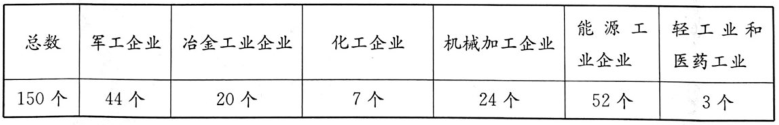 总数 军工企业 冶金工业企业 化工企业 机械加工企业 能源工业企业 轻工业和医药工业
150个 44个 20个 7个 24个 52个 3个